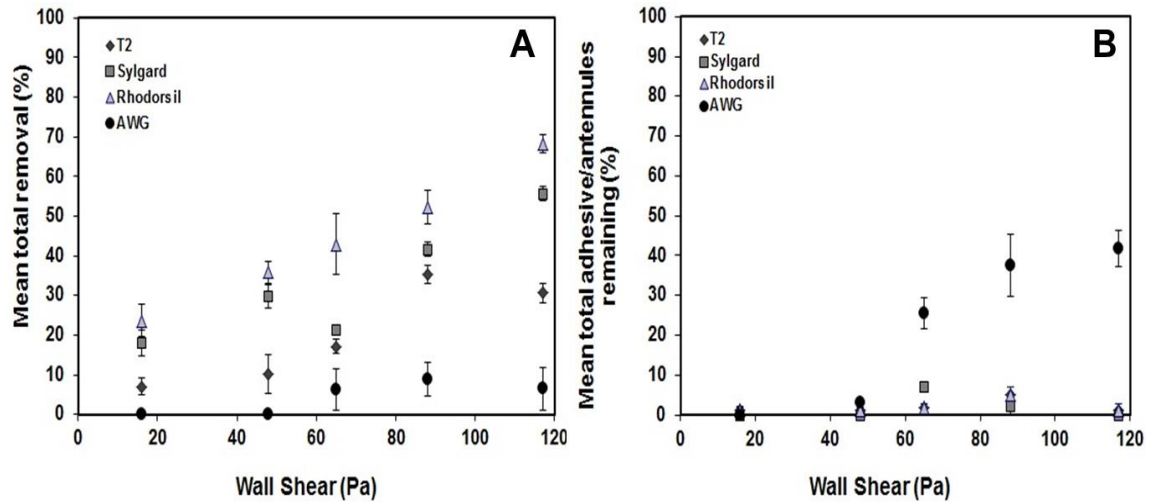 A
Mean total removal (%)
100
90
80
70
60
50
40
30
20
10
0
T2
Sylgard
Rhodorsil
AWG
0 20 40 60 80 100 120
Wall Shear (Pa)
B
Mean total adhesive/antennules
remaining (%)
100
90
80
70
60
50
40
30
20
10
0
T2
Sylgard
Rhodorsil
AWG
0 20 40 60 80 100 120
Wall Shear (Pa)